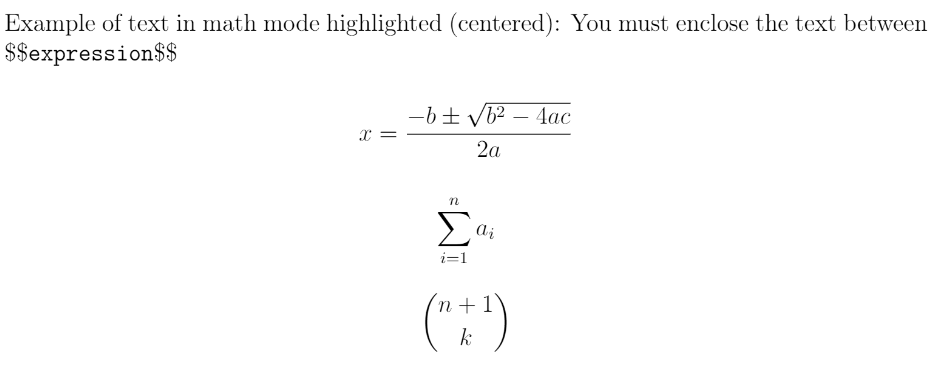 Example of text in math mode highlighted (centered): You must enclose the text between
$$expression$$
x = \frac{-b \pm \sqrt{b^2 - 4ac}}{2a}
\sum_{i=1}^{n} a_i
\binom{n+1}{k}